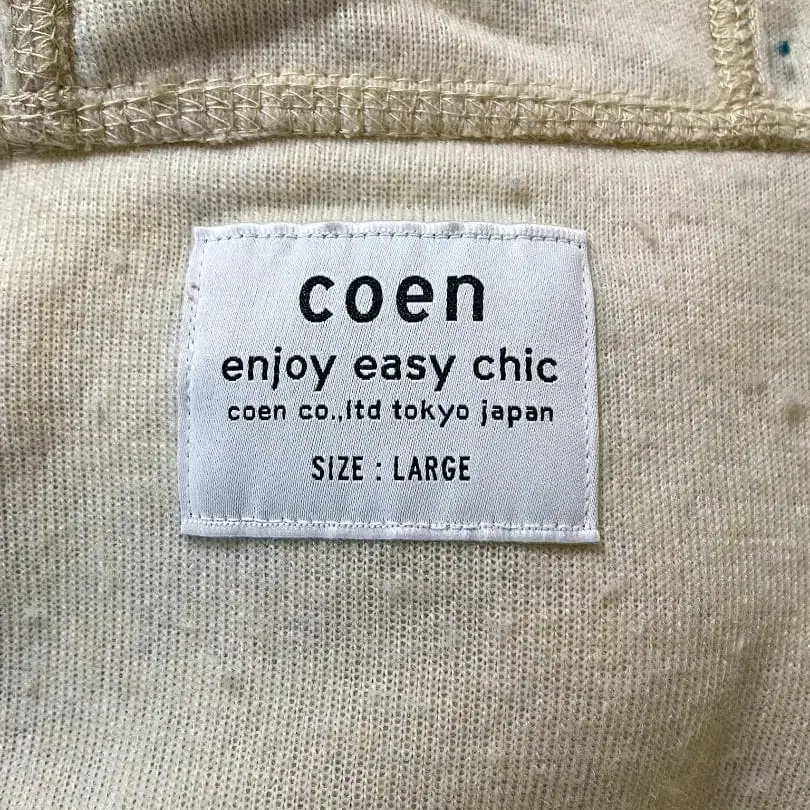 coen
enjoy easy chic
coen co.,ltd tokyo japan
SIZE : LARGE